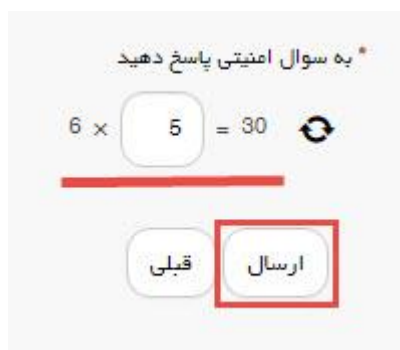 * به سوال امنیتی پاسخ دهید
6 × 5 = 30
ارسال قبلی